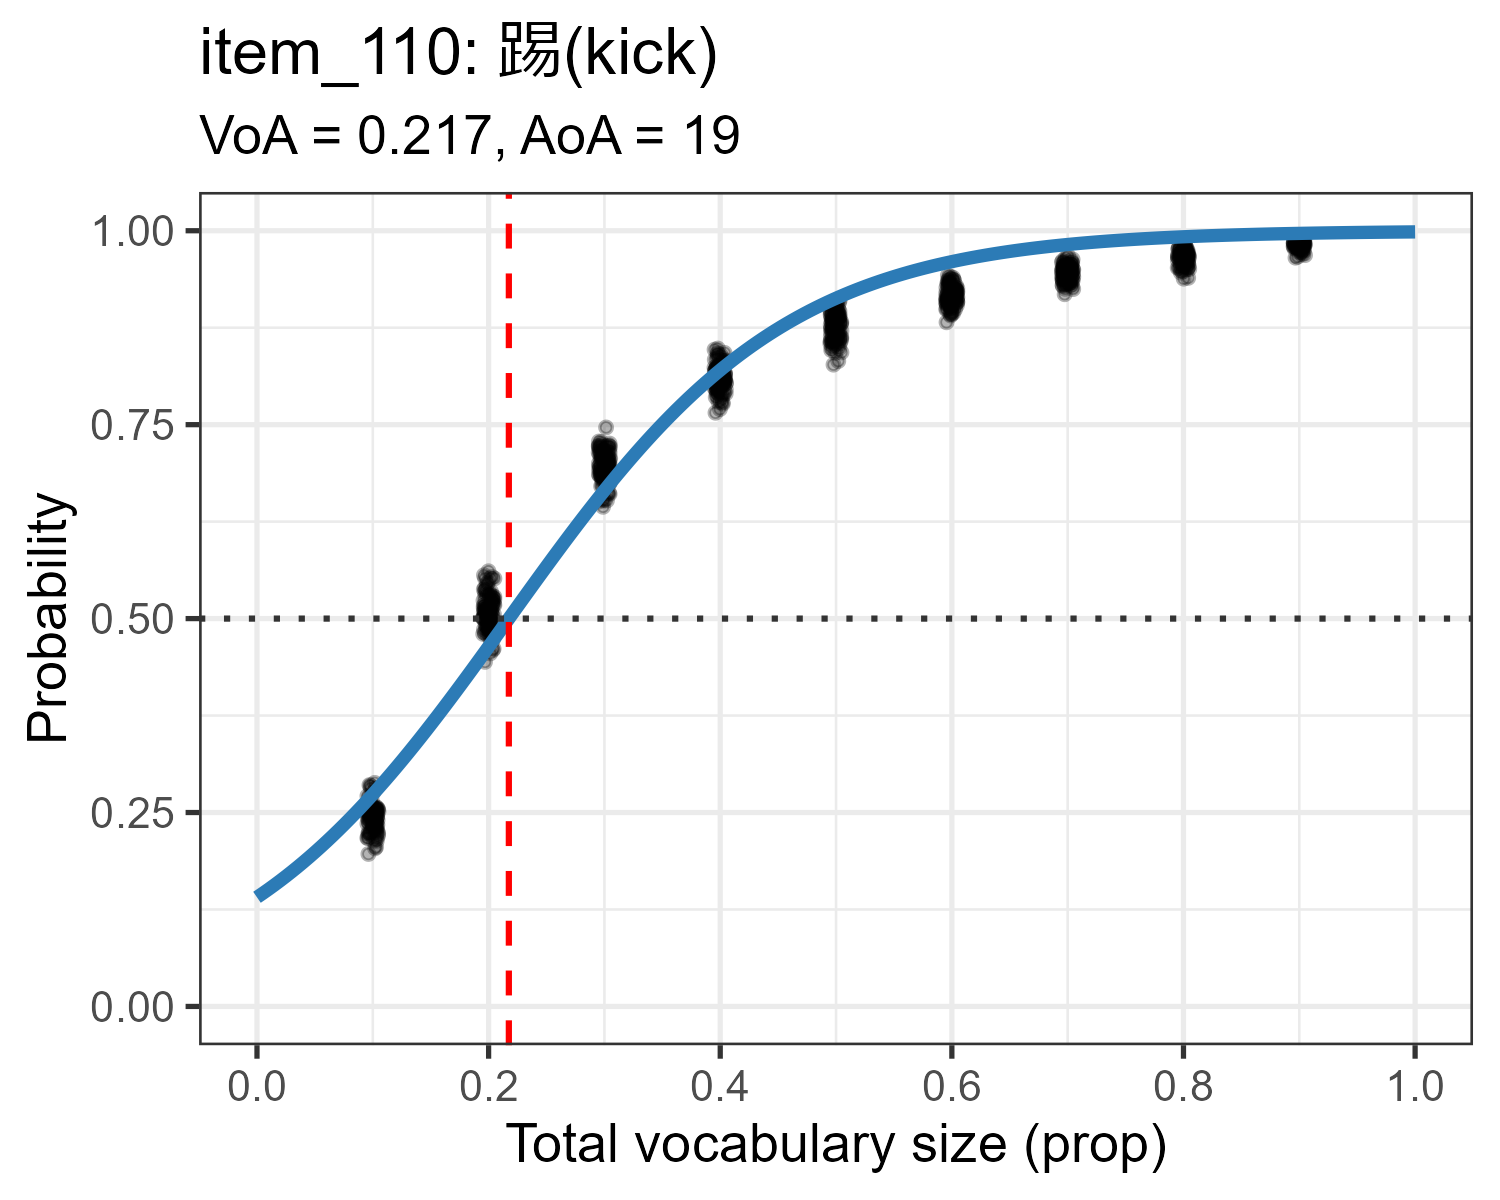 item_110: 踢(kick)
VoA = 0.217, AoA = 19
1.00
0.75
0.50
0.25
0.00
Probability
0.0 0.2 0.4 0.6 0.8 1.0
Total vocabulary size (prop)